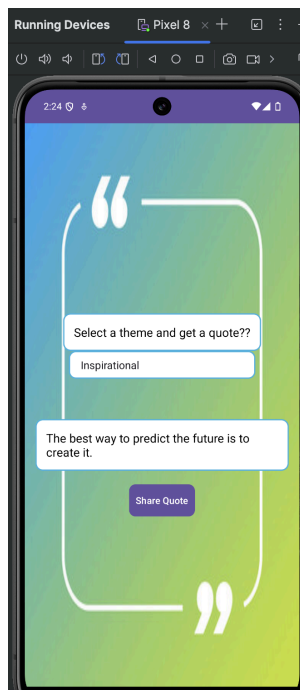 Running Devices Pixel 8
2:24
Select a theme and get a quote??
Inspirational
The best way to predict the future is to
create it.
Share Quote